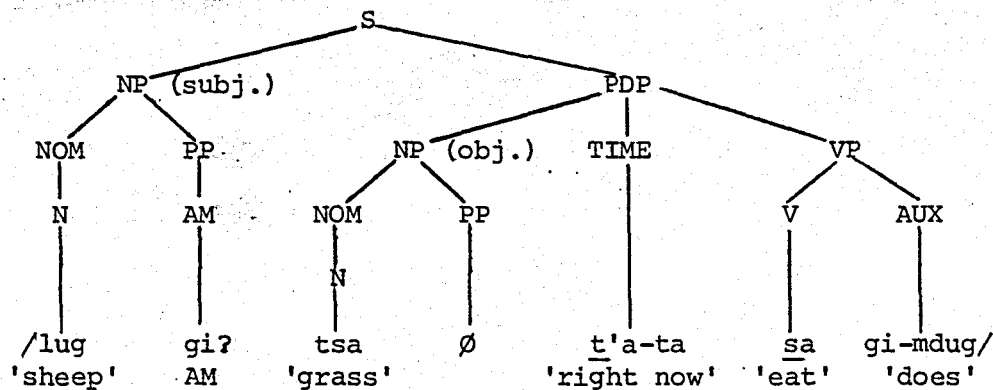 S
NP (subj.) PDP
NOM PP NP (obj.) TIME VP
N AM NOM PP V AUX
N
/lug gi? tsa Ø t'a-ta sa gi-mdug/
'sheep' AM 'grass' 'right now' 'eat' 'does'